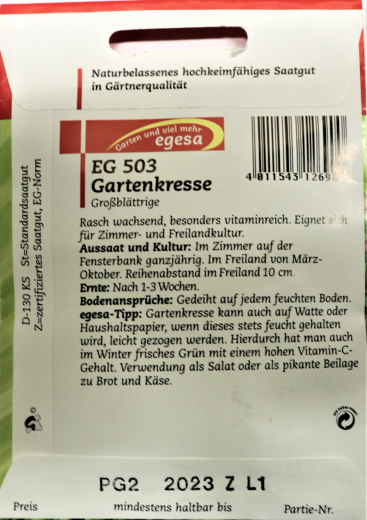 Naturbelassenes hochkeimfähiges Saatgut
in Gärtnerqualität
Garten und viel mehr
egesa
EG 503
Gartenkresse
Großblättrige
4 011543 1269
Rasch wachsend, besonders vitaminreich. Eignet sich
für Zimmer- und Freilandkultur.
Aussaat und Kultur: Im Zimmer auf der
Fensterbank ganzjährig. Im Freiland von März-
Oktober. Reihenabstand im Freiland 10 cm.
Ernte: Nach 1-3 Wochen.
Bodenansprüche: Gedeiht auf jedem feuchten Boden.
egesa-Tipp: Gartenkresse kann auch auf Watte oder
Haushaltspapier, wenn dieses stets feucht gehalten
wird, leicht gezogen werden. Hierdurch hat man auch
im Winter frisches Grün mit einem hohen Vitamin-C-
Gehalt. Verwendung als Salat oder als pikante Beilage
zu Brot und Käse.
D-130 KS St=Standardsaatgut
Z=zertifiziertes Saatgut, EG-Norm
PG2 2023 Z L1
Preis mindestens haltbar bis Partie-Nr.